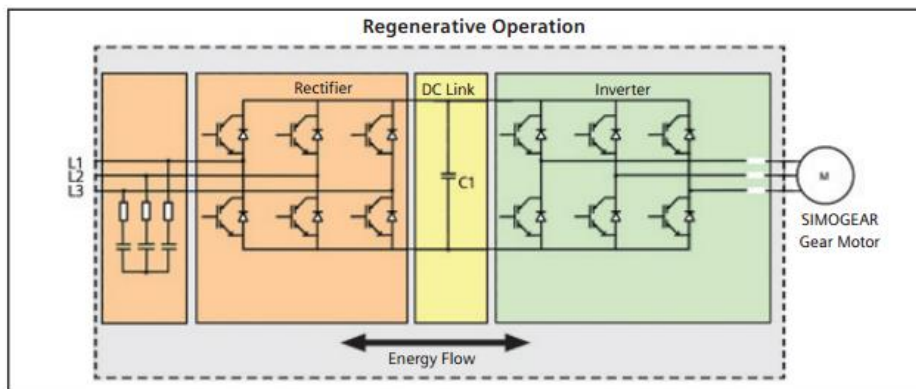 Regenerative Operation
Rectifier
DC Link
Inverter
L1
L2
L3
C1
M
SIMOGEAR
Gear Motor
Energy Flow